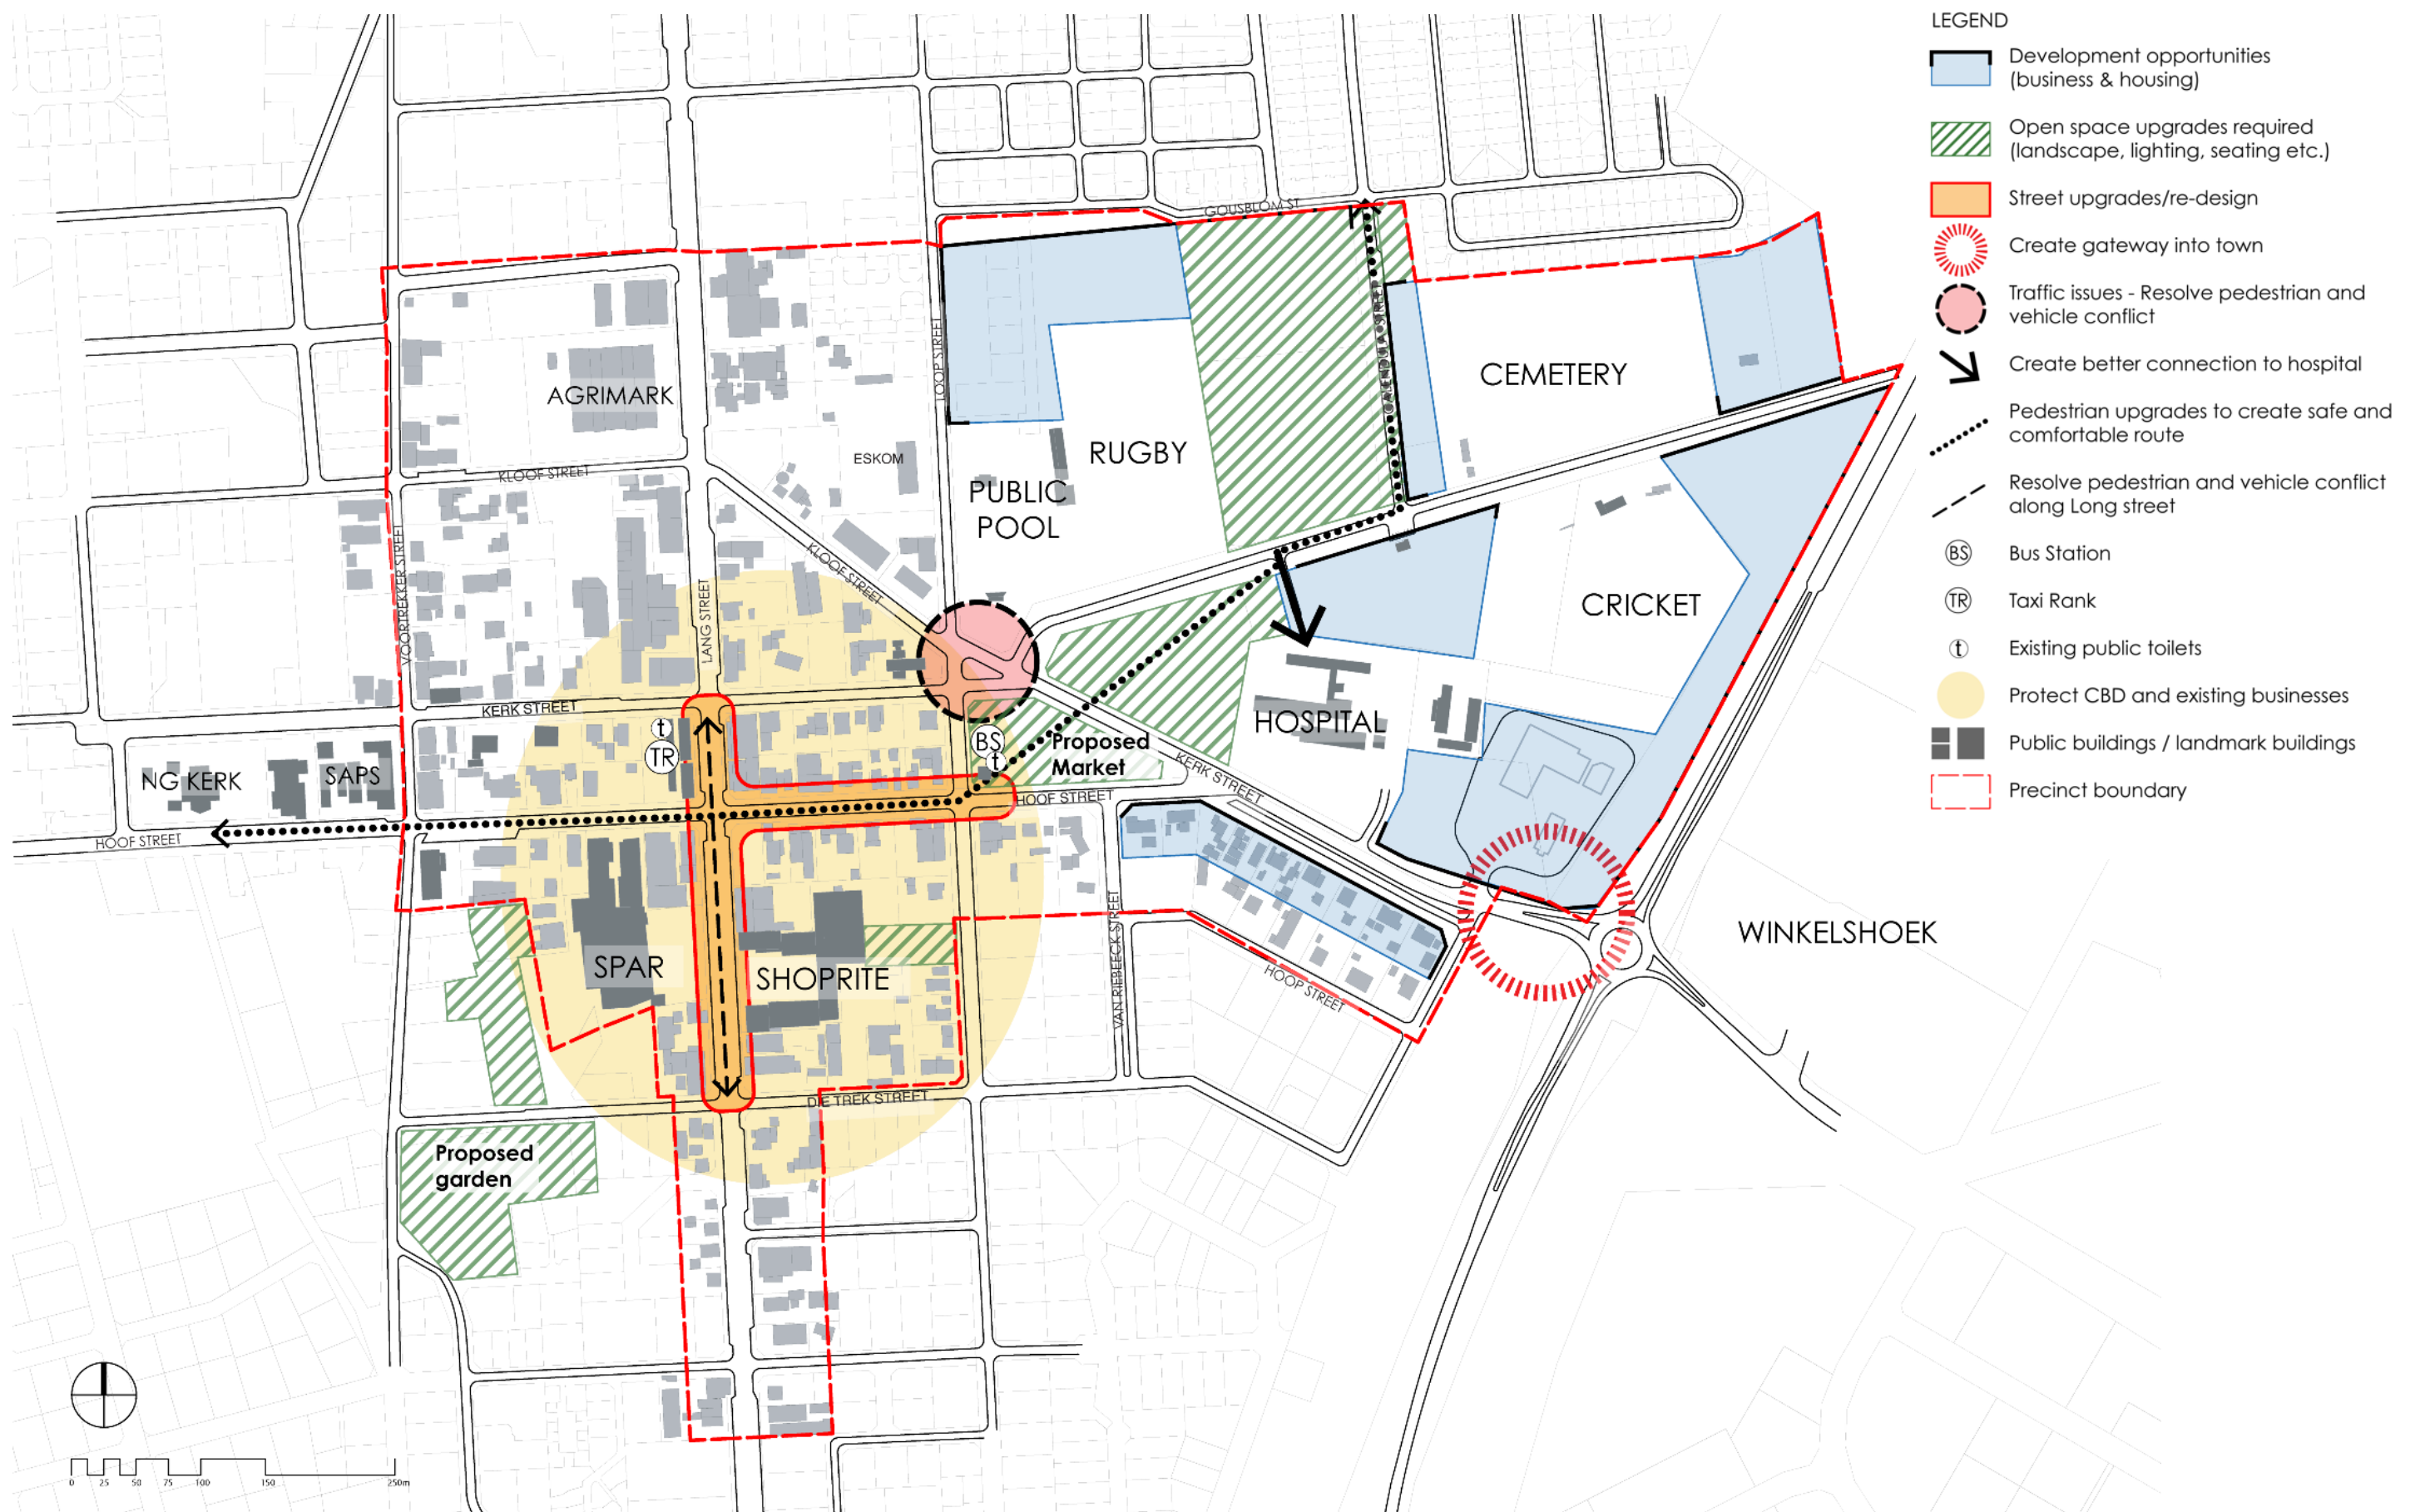 LEGEND
Development opportunities
(business & housing)
Open space upgrades required
(landscape, lighting, seating etc.)
Street upgrades/re-design
Create gateway into town
Traffic issues - Resolve pedestrian and
vehicle conflict
Create better connection to hospital
Pedestrian upgrades to create safe and
comfortable route
Resolve pedestrian and vehicle conflict
along Long street
BS
Bus Station
TR
Taxi Rank
t
Existing public toilets
Protect CBD and existing businesses
Public buildings / landmark buildings
Precinct boundary
GOUSBLOM ST
LOOP STREET
CEMETERY
AGRIMARK
RUGBY
ESKOM
KLOOF STREET
PUBLIC
POOL
KLOOF STREET
VOORTREKKER STREET
LANG STREET
CRICKET
KERK STREET
HOSPITAL
t
TR
BS
t
Proposed
Market
KERK STREET
NG KERK
SAPS
HOOF STREET
HOOF STREET
WINKELSHOEK
SPAR
SHOPRITE
VAN RIEBEECK STREET
HOOP STREET
DIE TREK STREET
Proposed
garden
0 25 50 75 100 150 250m